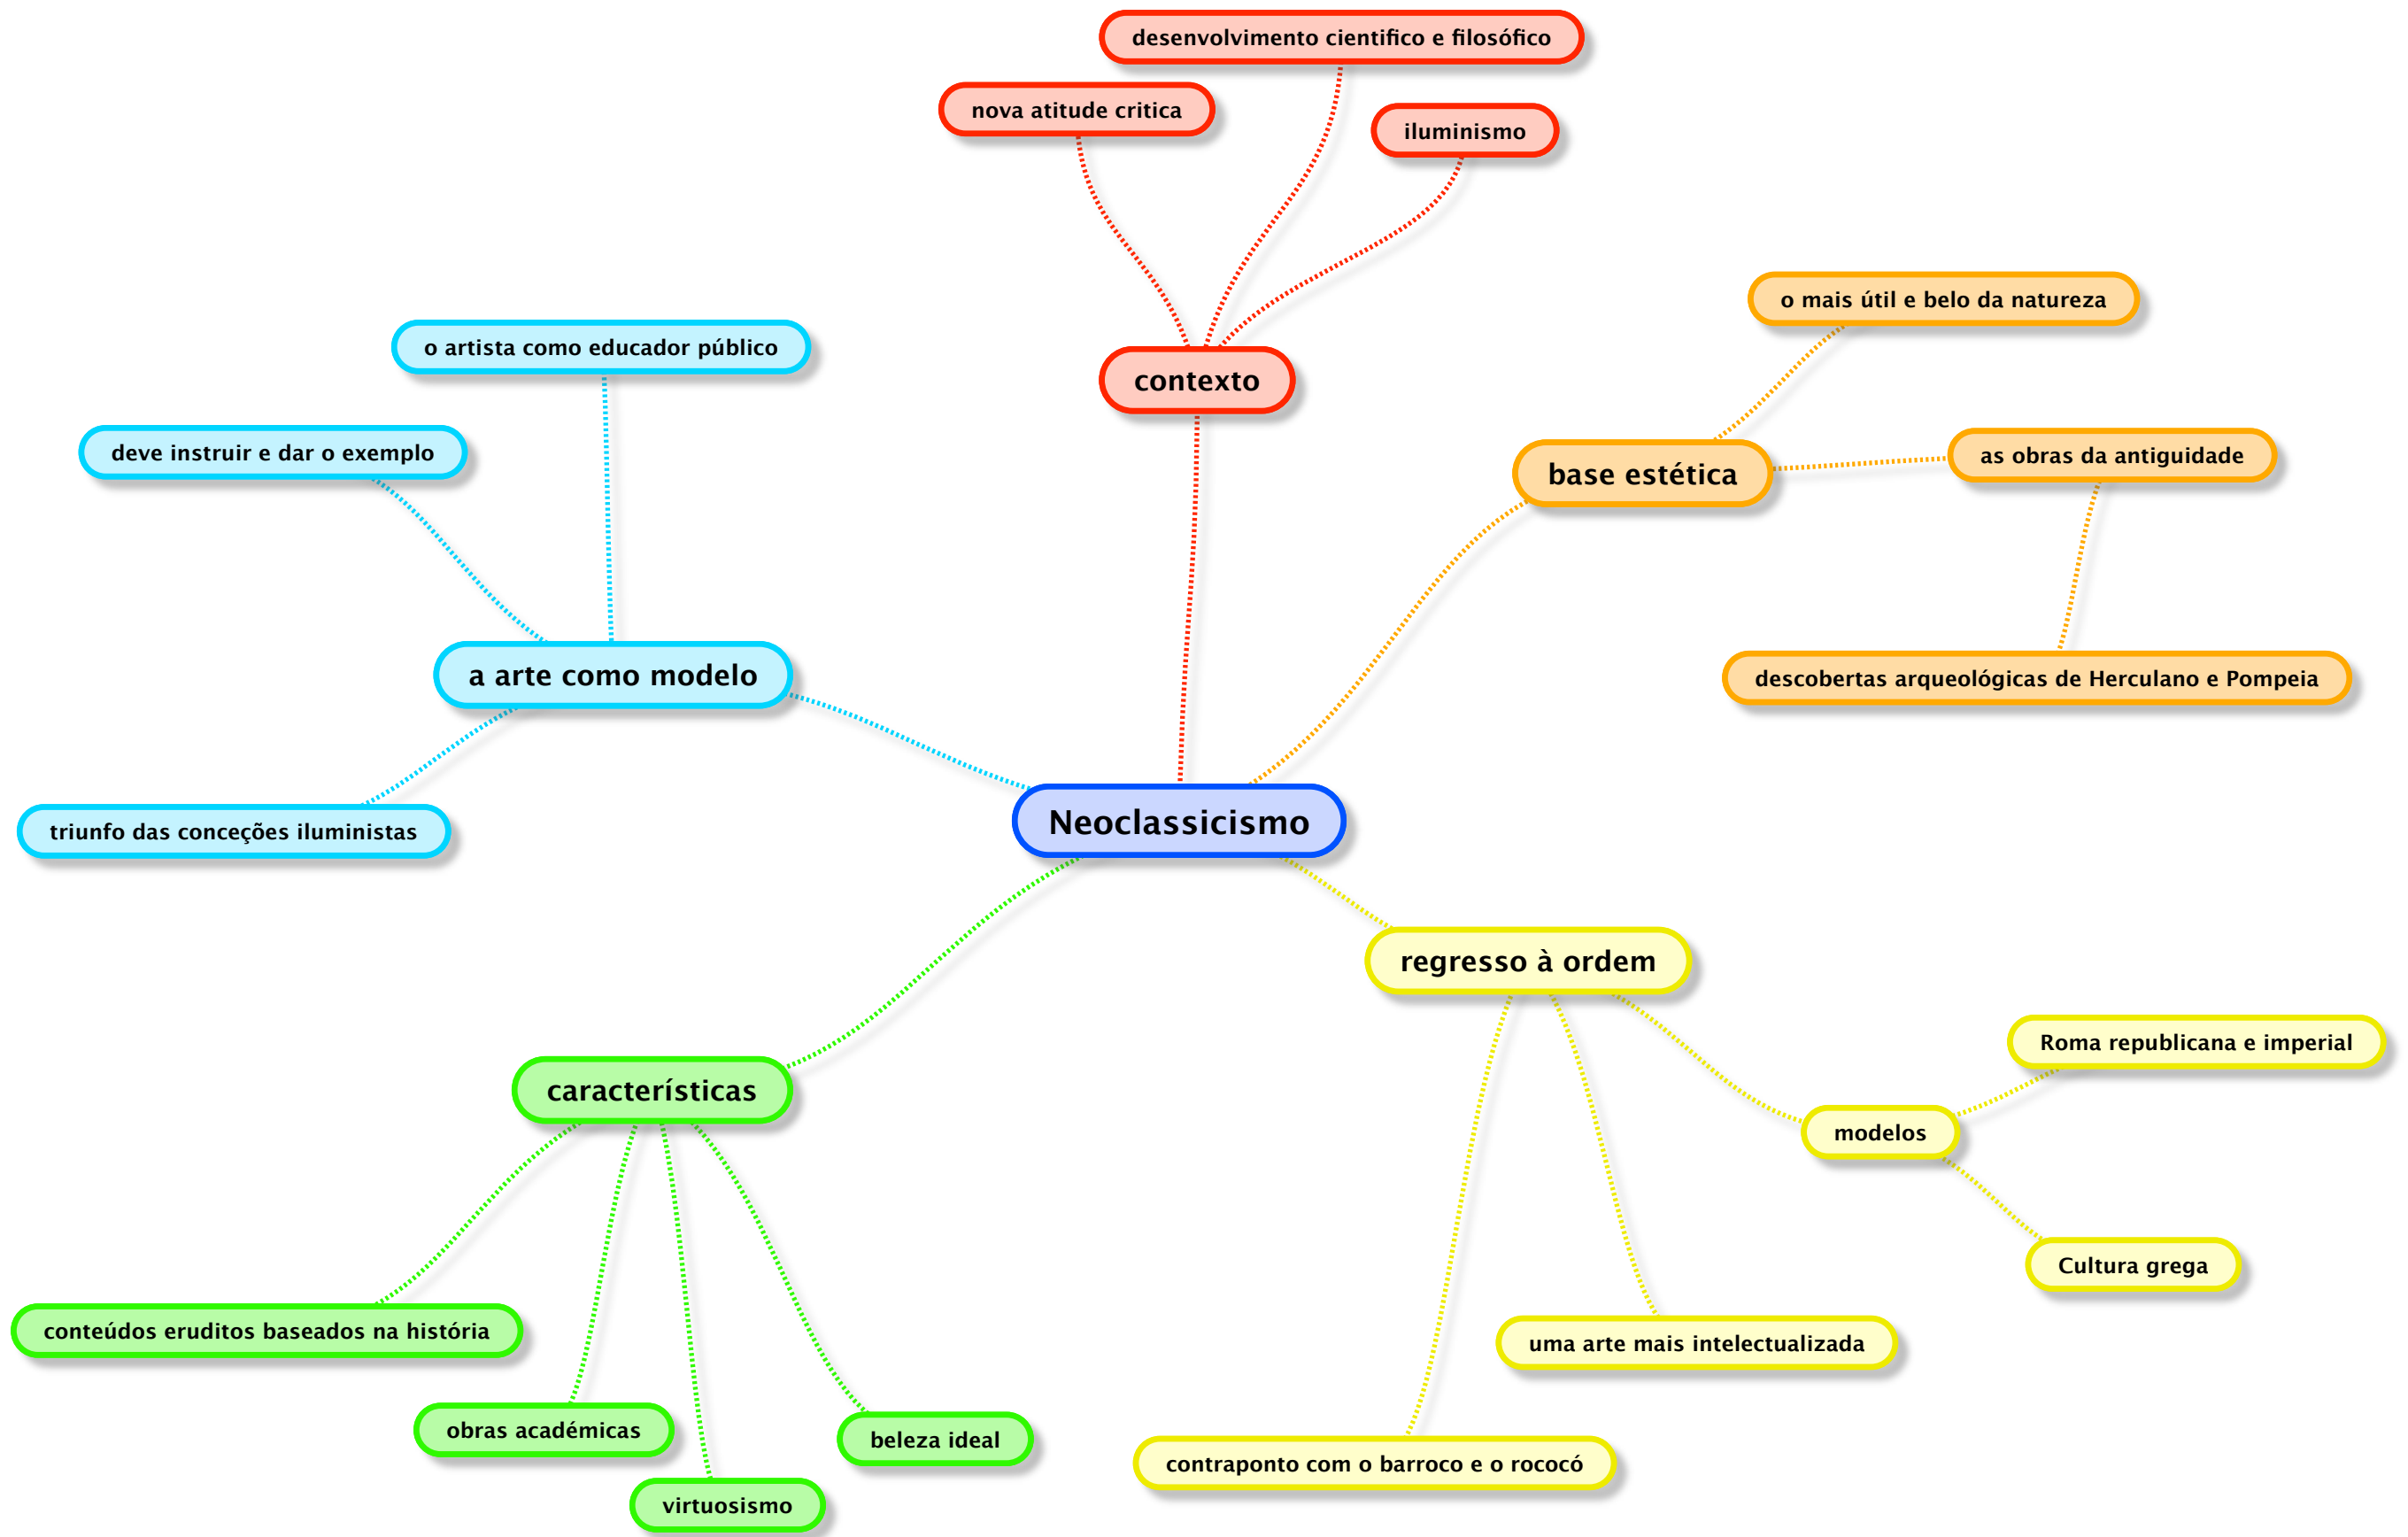 desenvolvimento cientifico e filosófico
nova atitude critica
iluminismo
o mais útil e belo da natureza
o artista como educador público
contexto
deve instruir e dar o exemplo
base estética
as obras da antiguidade
a arte como modelo
descobertas arqueológicas de Herculano e Pompeia
triunfo das conceções iluministas
Neoclassicismo
regresso à ordem
Roma republicana e imperial
características
modelos
Cultura grega
conteúdos eruditos baseados na história
uma arte mais intelectualizada
obras académicas
beleza ideal
contraponto com o barroco e o rococó
virtuosismo